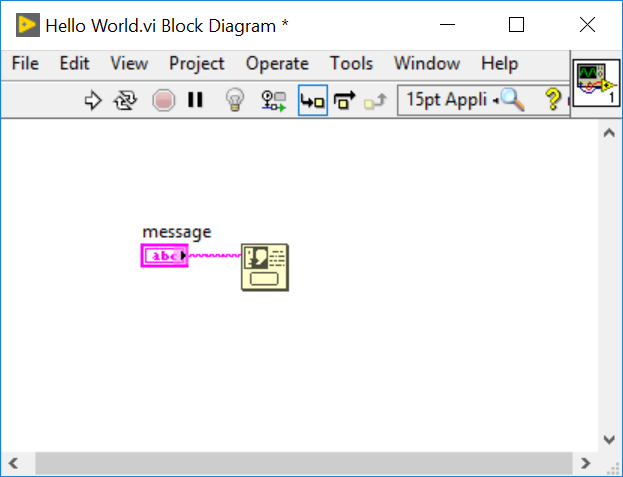 Hello World.vi Block Diagram *
File Edit View Project Operate Tools Window Help
15pt Appli ?
1
message
abc